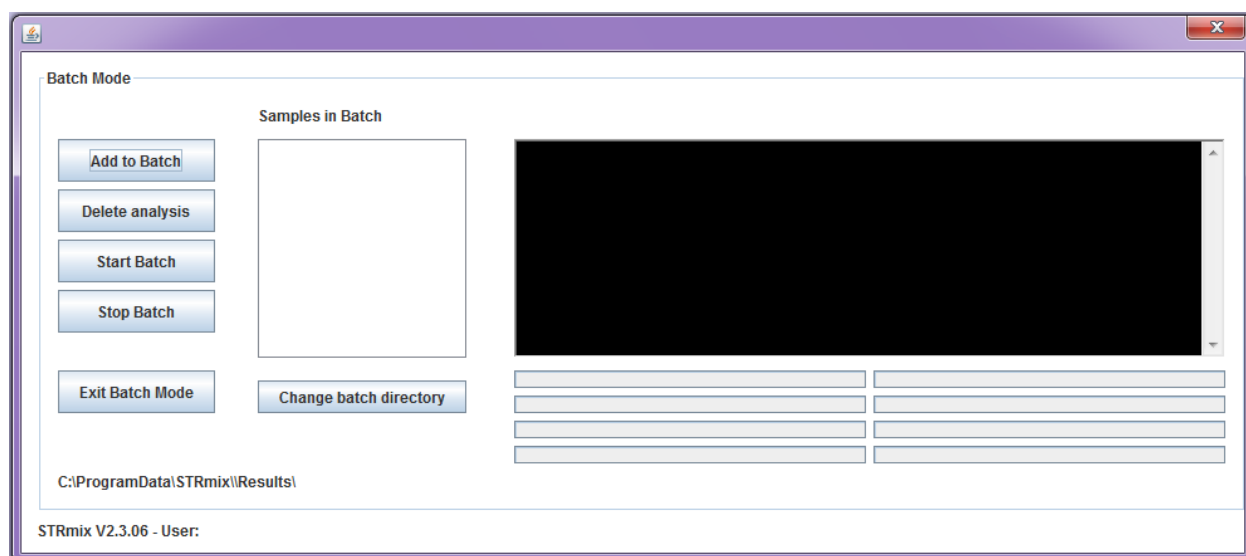 Batch Mode
Samples in Batch
Add to Batch
Delete analysis
Start Batch
Stop Batch
Exit Batch Mode
Change batch directory
C:\ProgramData\STRmix\\Results\
STRmix V2.3.06 - User: